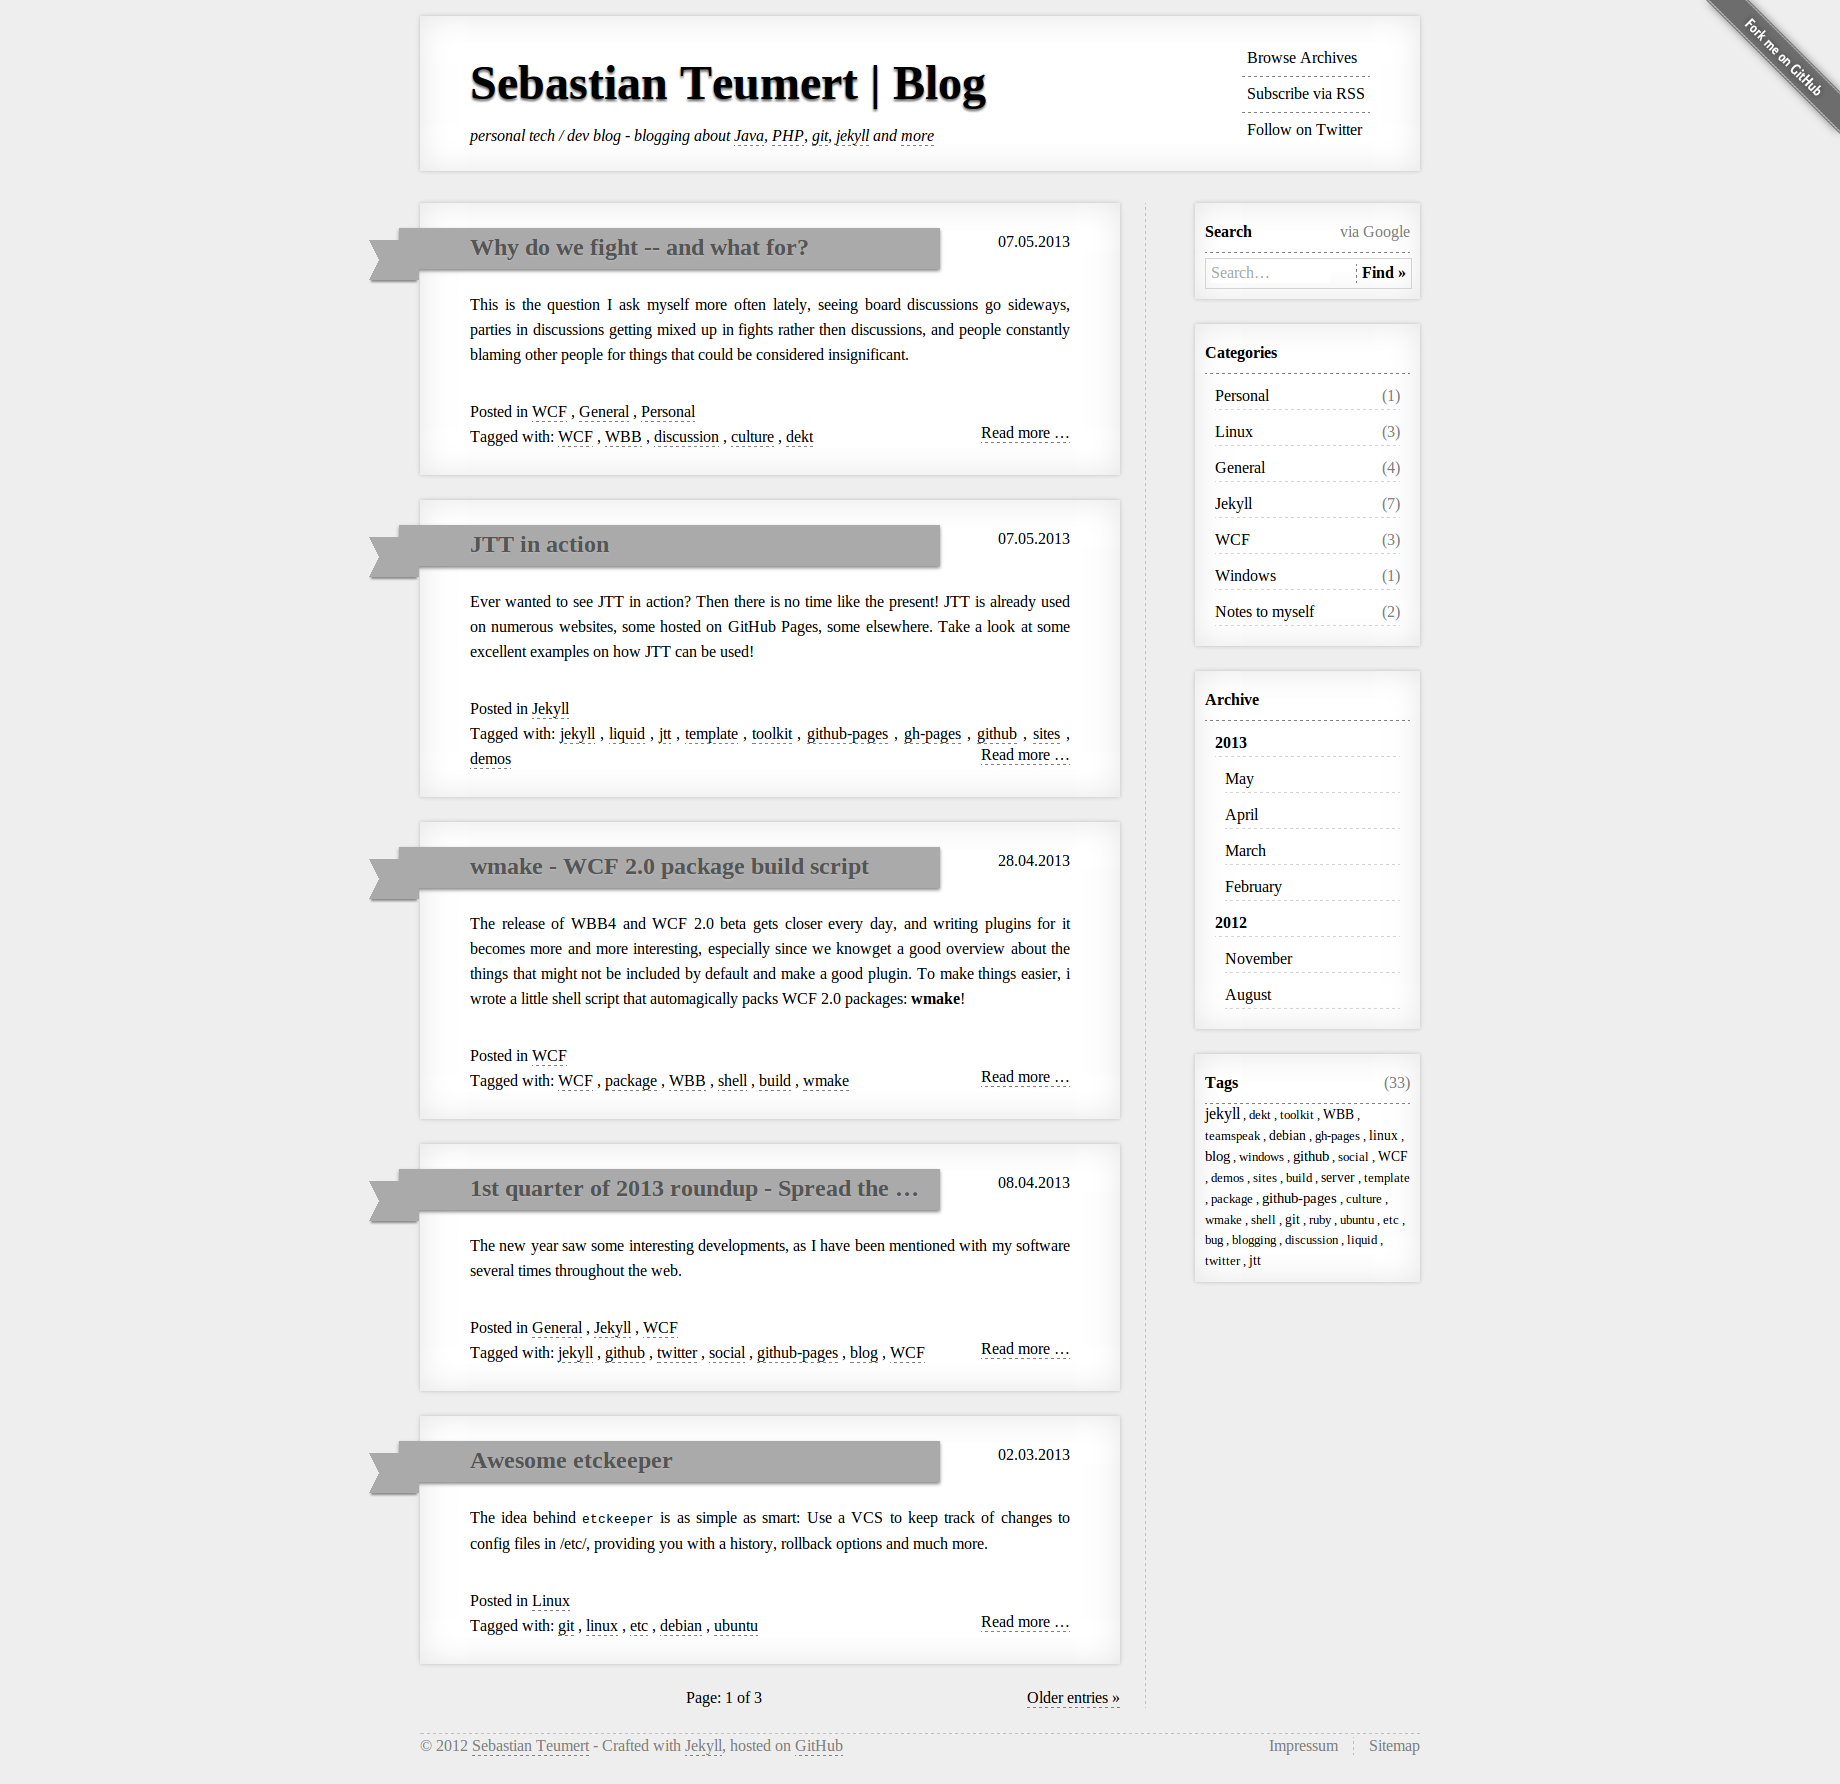 Sebastian Teumert | Blog
personal tech / dev blog - blogging about Java, PHP, git, jekyll and more
Browse Archives
Subscribe via RSS
Follow on Twitter
Fork me on GitHub
Why do we fight -- and what for?
07.05.2013
This is the question I ask myself more often lately, seeing board discussions go sideways,
parties in discussions getting mixed up in fights rather then discussions, and people constantly
blaming other people for things that could be considered insignificant.
Posted in WCF , General , Personal
Tagged with: WCF , WBB , discussion , culture , dekt
Read more …
JTT in action
07.05.2013
Ever wanted to see JTT in action? Then there is no time like the present! JTT is already used
on numerous websites, some hosted on GitHub Pages, some elsewhere. Take a look at some
excellent examples on how JTT can be used!
Posted in Jekyll
Tagged with: jekyll , liquid , jtt , template , toolkit , github-pages , gh-pages , github , sites ,
demos
Read more …
wmake - WCF 2.0 package build script
28.04.2013
The release of WBB4 and WCF 2.0 beta gets closer every day, and writing plugins for it
becomes more and more interesting, especially since we knowget a good overview about the
things that might not be included by default and make a good plugin. To make things easier, i
wrote a little shell script that automagically packs WCF 2.0 packages: wmake!
Posted in WCF
Tagged with: WCF , package , WBB , shell , build , wmake
Read more …
1st quarter of 2013 roundup - Spread the …
08.04.2013
The new year saw some interesting developments, as I have been mentioned with my software
several times throughout the web.
Posted in General , Jekyll , WCF
Tagged with: jekyll , github , twitter , social , github-pages , blog , WCF
Read more …
Awesome etckeeper
02.03.2013
The idea behind etckeeper is as simple as smart: Use a VCS to keep track of changes to
config files in /etc/, providing you with a history, rollback options and much more.
Posted in Linux
Tagged with: git , linux , etc , debian , ubuntu
Read more …
Page: 1 of 3
Older entries »
Search
via Google
Search…
Find »
Categories
Personal (1)
Linux (3)
General (4)
Jekyll (7)
WCF (3)
Windows (1)
Notes to myself (2)
Archive
2013
May
April
March
February
2012
November
August
Tags (33)
jekyll , dekt , toolkit , WBB ,
teamspeak , debian , gh-pages , linux ,
blog , windows , github , social , WCF
, demos , sites , build , server , template
, package , github-pages , culture ,
wmake , shell , git , ruby , ubuntu , etc ,
bug , blogging , discussion , liquid ,
twitter , jtt
© 2012 Sebastian Teumert - Crafted with Jekyll, hosted on GitHub
Impressum
Sitemap